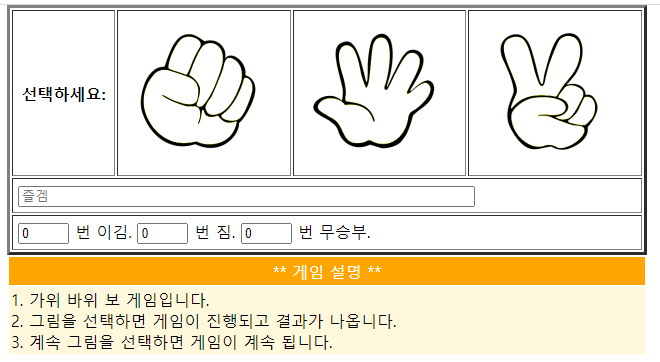 선택하세요:
즐겜
0 번 이김. 0 번 짐. 0 번 무승부.
** 게임 설명 **
1. 가위 바위 보 게임입니다.
2. 그림을 선택하면 게임이 진행되고 결과가 나옵니다.
3. 계속 그림을 선택하면 게임이 계속 됩니다.